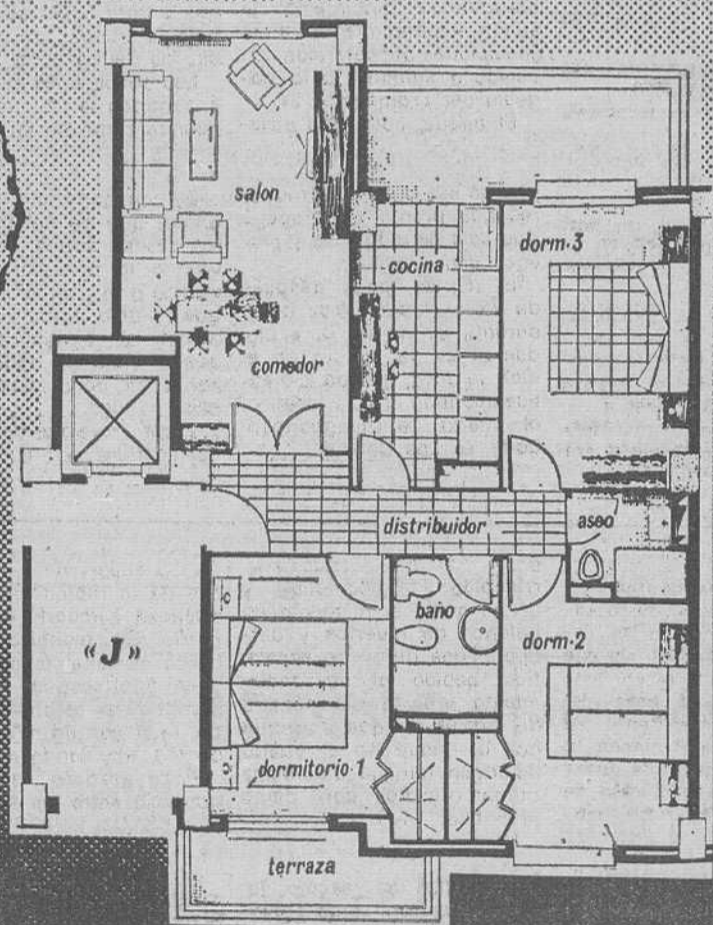 salon
cocina
dorm.3
comedor
distribuidor
aseo
baño
« J »
dorm.2
dormitorio 1
terraza